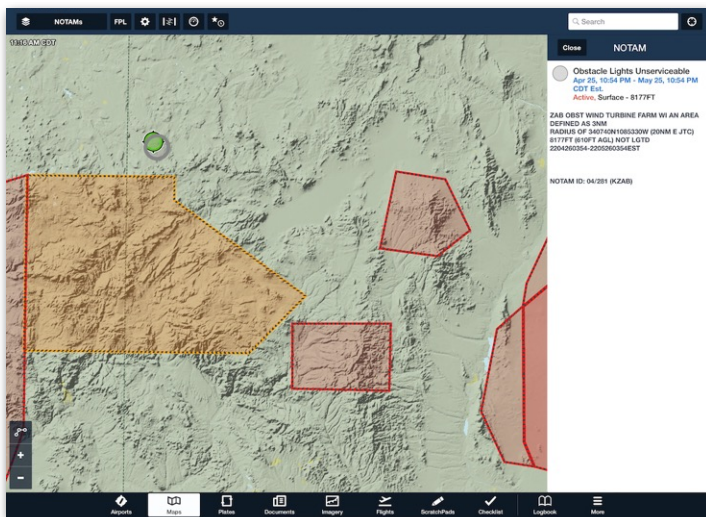 NOTAMs
FPL
Search
11:16 AM CDT
Close
NOTAM
Obstacle Lights Unserviceable
Apr 25, 10:54 PM - May 25, 10:54 PM
CDT Est.
Active, Surface - 8177FT
ZAB OBST WIND TURBINE FARM WI AN AREA
DEFINED AS 3NM
RADIUS OF 340740N1085330W (20NM E JTC)
8177FT (610FT AGL) NOT LGTD
2204260354-2205260354EST
NOTAM ID: 04/281 (KZAB)
Airports
Maps
Plates
Documents
Imagery
Flights
ScratchPads
Checklist
Logbook
More